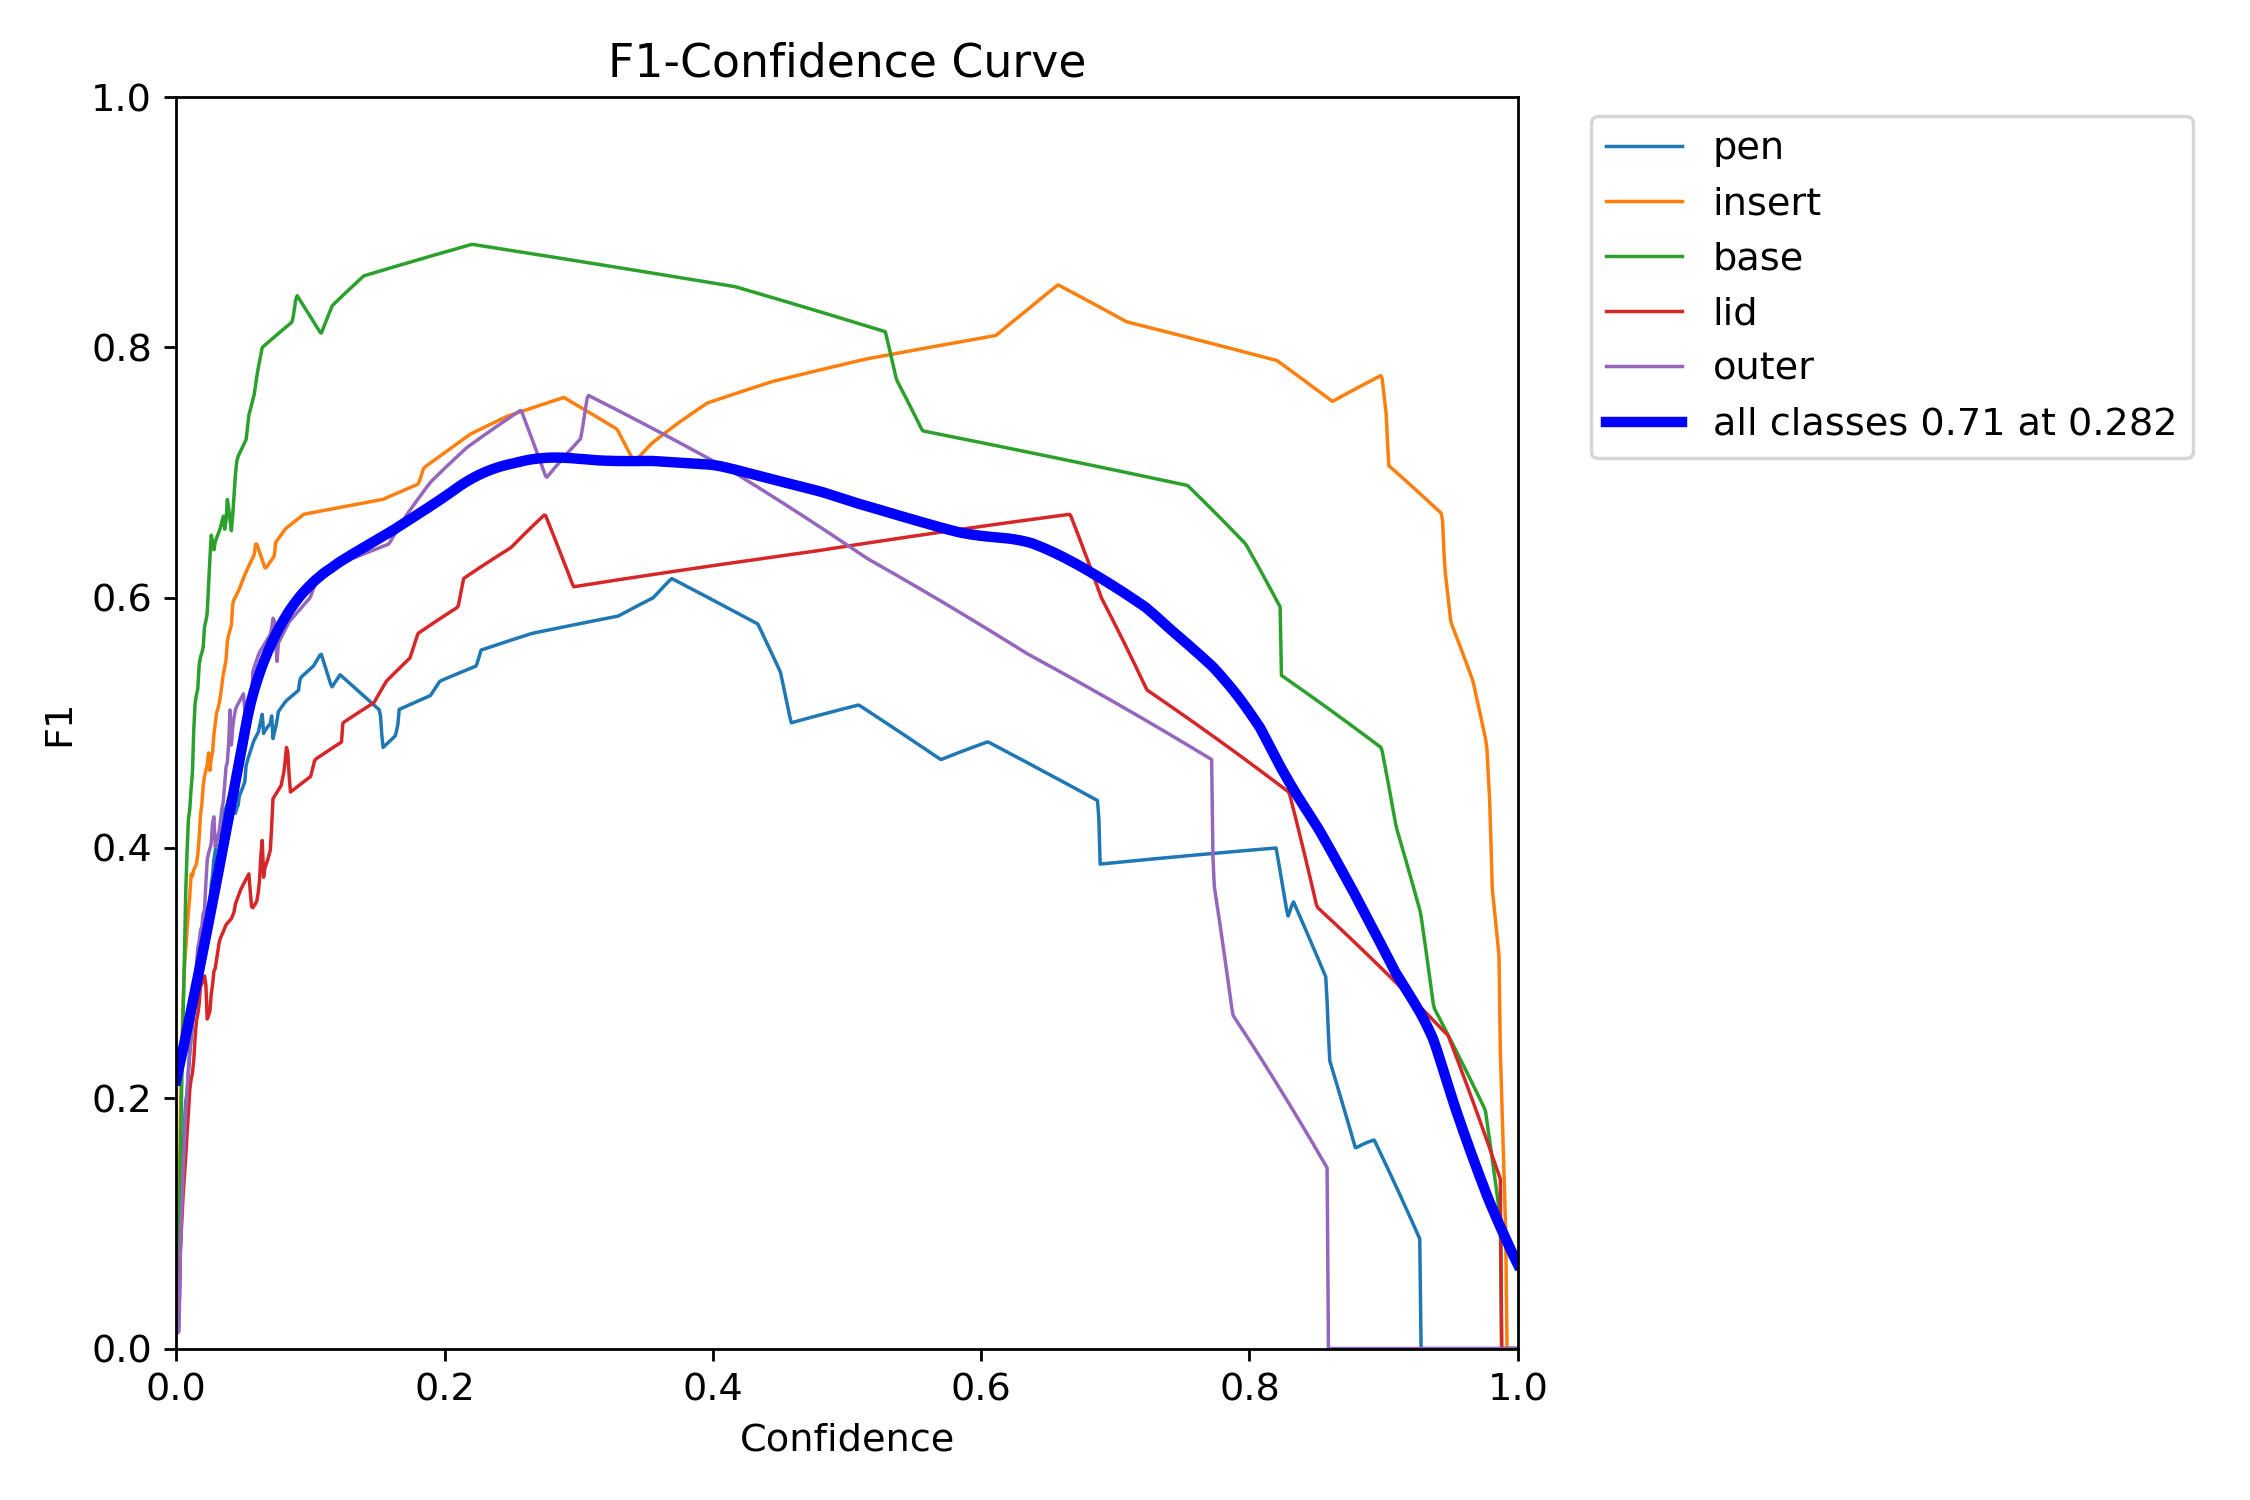 F1-Confidence Curve
1.0
0.8
0.6
0.4
0.2
0.0
F1
0.0 0.2 0.4 0.6 0.8 1.0
Confidence
pen
insert
base
lid
outer
all classes 0.71 at 0.282